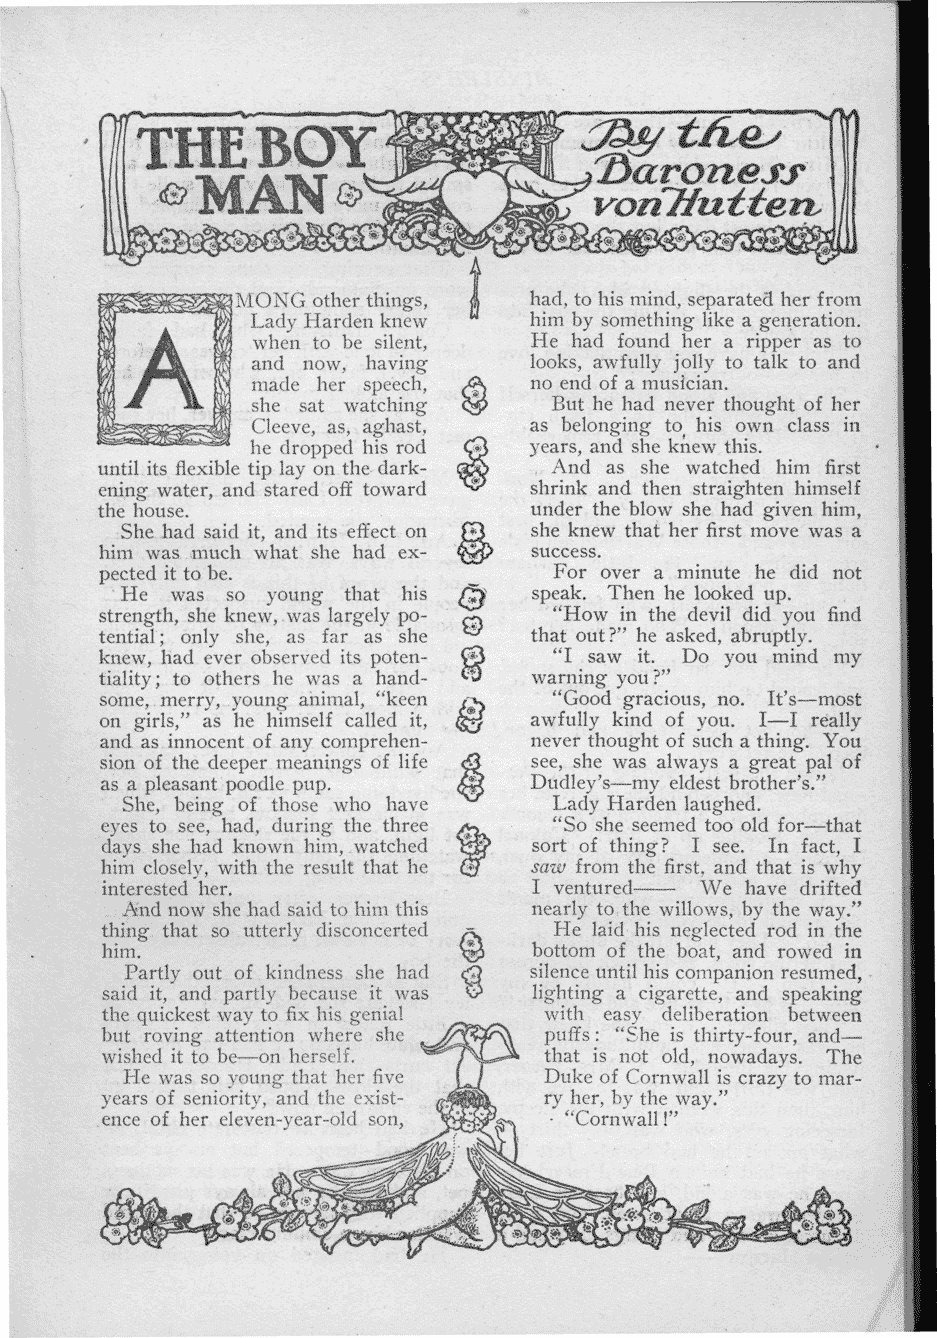 THE BOY
MAN
By the
Baroness
von Hutten
AMONG other things,
Lady Harden knew
when to be silent,
and now, having
made her speech,
she sat watching
Cleeve, as, aghast,
he dropped his rod
until its flexible tip lay on the dark-
ening water, and stared off toward
the house.
She had said it, and its effect on
him was much what she had ex-
pected it to be.
He was so young that his
strength, she knew, was largely po-
tential; only she, as far as she
knew, had ever observed its poten-
tiality; to others he was a hand-
some, merry, young animal, "keen
on girls," as he himself called it,
and as innocent of any comprehen-
sion of the deeper meanings of life
as a pleasant poodle pup.
She, being of those who have
eyes to see, had, during the three
days she had known him, watched
him closely, with the result that he
interested her.
And now she had said to him this
thing that so utterly disconcerted
him.
Partly out of kindness she had
said it, and partly because it was
the quickest way to fix his genial
but roving attention where she
wished it to be—on herself.
He was so young that her five
years of seniority, and the exist-
ence of her eleven-year-old son,
had, to his mind, separated her from
him by something like a generation.
He had found her a ripper as to
looks, awfully jolly to talk to and
no end of a musician.
But he had never thought of her
as belonging to his own class in
years, and she knew this.
And as she watched him first
shrink and then straighten himself
under the blow she had given him,
she knew that her first move was a
success.
For over a minute he did not
speak. Then he looked up.
"How in the devil did you find
that out?" he asked, abruptly.
"I saw it. Do you mind my
warning you?"
"Good gracious, no. It's—most
awfully kind of you. I—I really
never thought of such a thing. You
see, she was always a great pal of
Dudley's—my eldest brother's."
Lady Harden laughed.
"So she seemed too old for—that
sort of thing? I see. In fact, I
saw from the first, and that is why
I ventured—— We have drifted
nearly to the willows, by the way."
He laid his neglected rod in the
bottom of the boat, and rowed in
silence until his companion resumed,
lighting a cigarette, and speaking
with easy deliberation between
puffs: "She is thirty-four, and—
that is not old, nowadays. The
Duke of Cornwall is crazy to mar-
ry her, by the way."
"Cornwall!"